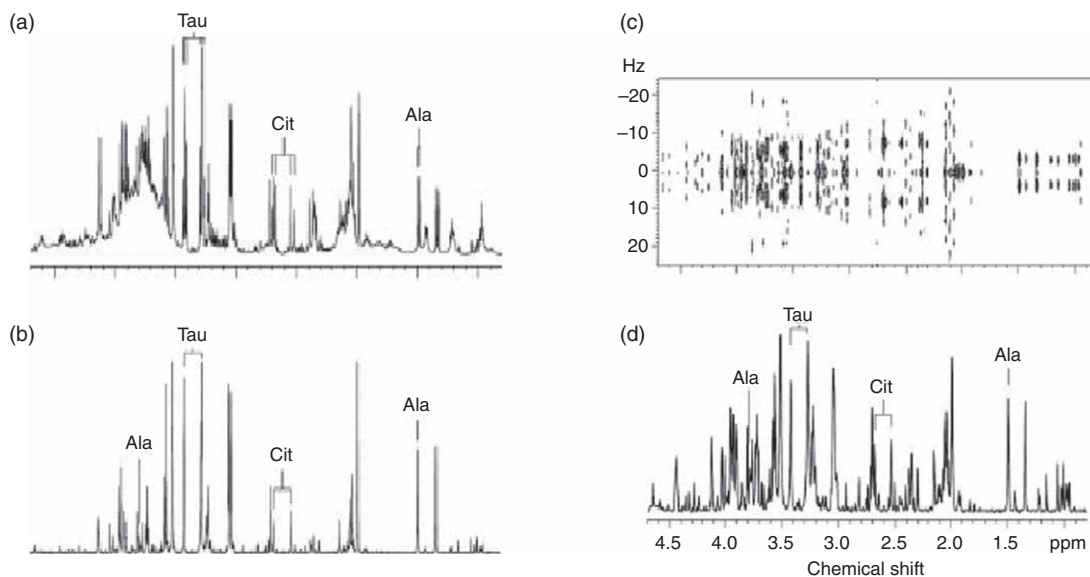 (a)
Tau
Cit
Ala
(b)
Tau
Ala
Cit
Ala
(c)
Hz
–20
–10
0
10
20
(d)
Tau
Ala
Cit
Ala
4.5 4.0 3.5 3.0 2.5 2.0 1.5 ppm
Chemical shift